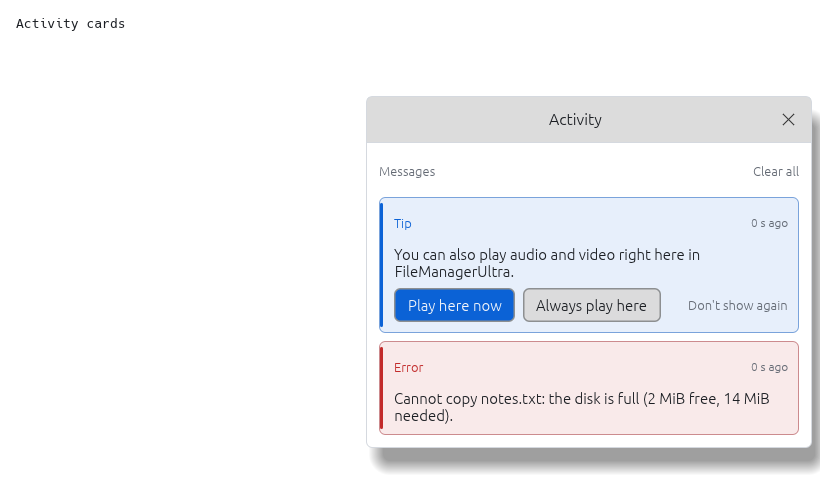 Activity cards
Activity
Messages
Clear all
Tip
0 s ago
You can also play audio and video right here in
FileManagerUltra.
Play here now
Always play here
Don't show again
Error
0 s ago
Cannot copy notes.txt: the disk is full (2 MiB free, 14 MiB
needed).